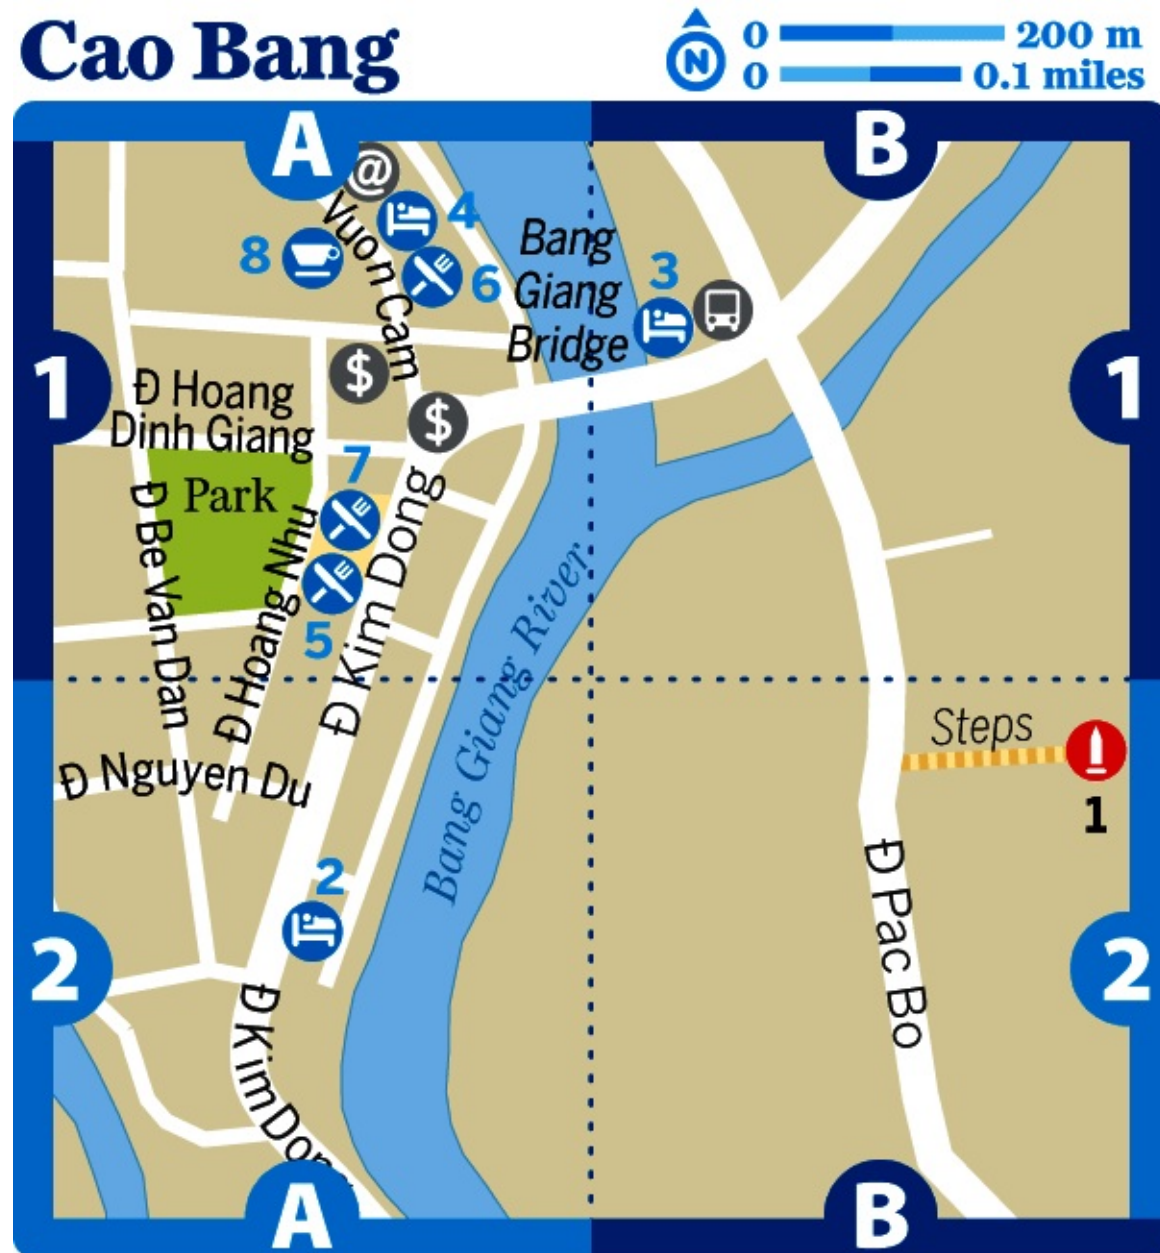 Cao Bang
N
0 200 m
0 0.1 miles
A
B
@
Vuon Cam
4
8
6
Bang
Giang
Bridge
3
1
1
$
Đ Hoang
Dinh Giang
$
7
Park
Đ Be Van Dan
Đ Hoang Nhu
5
Đ Kim Dong
Bang Giang River
Steps
1
Đ Nguyen Du
2
Đ Pac Bo
2
2
Đ Kim Dong
A
B